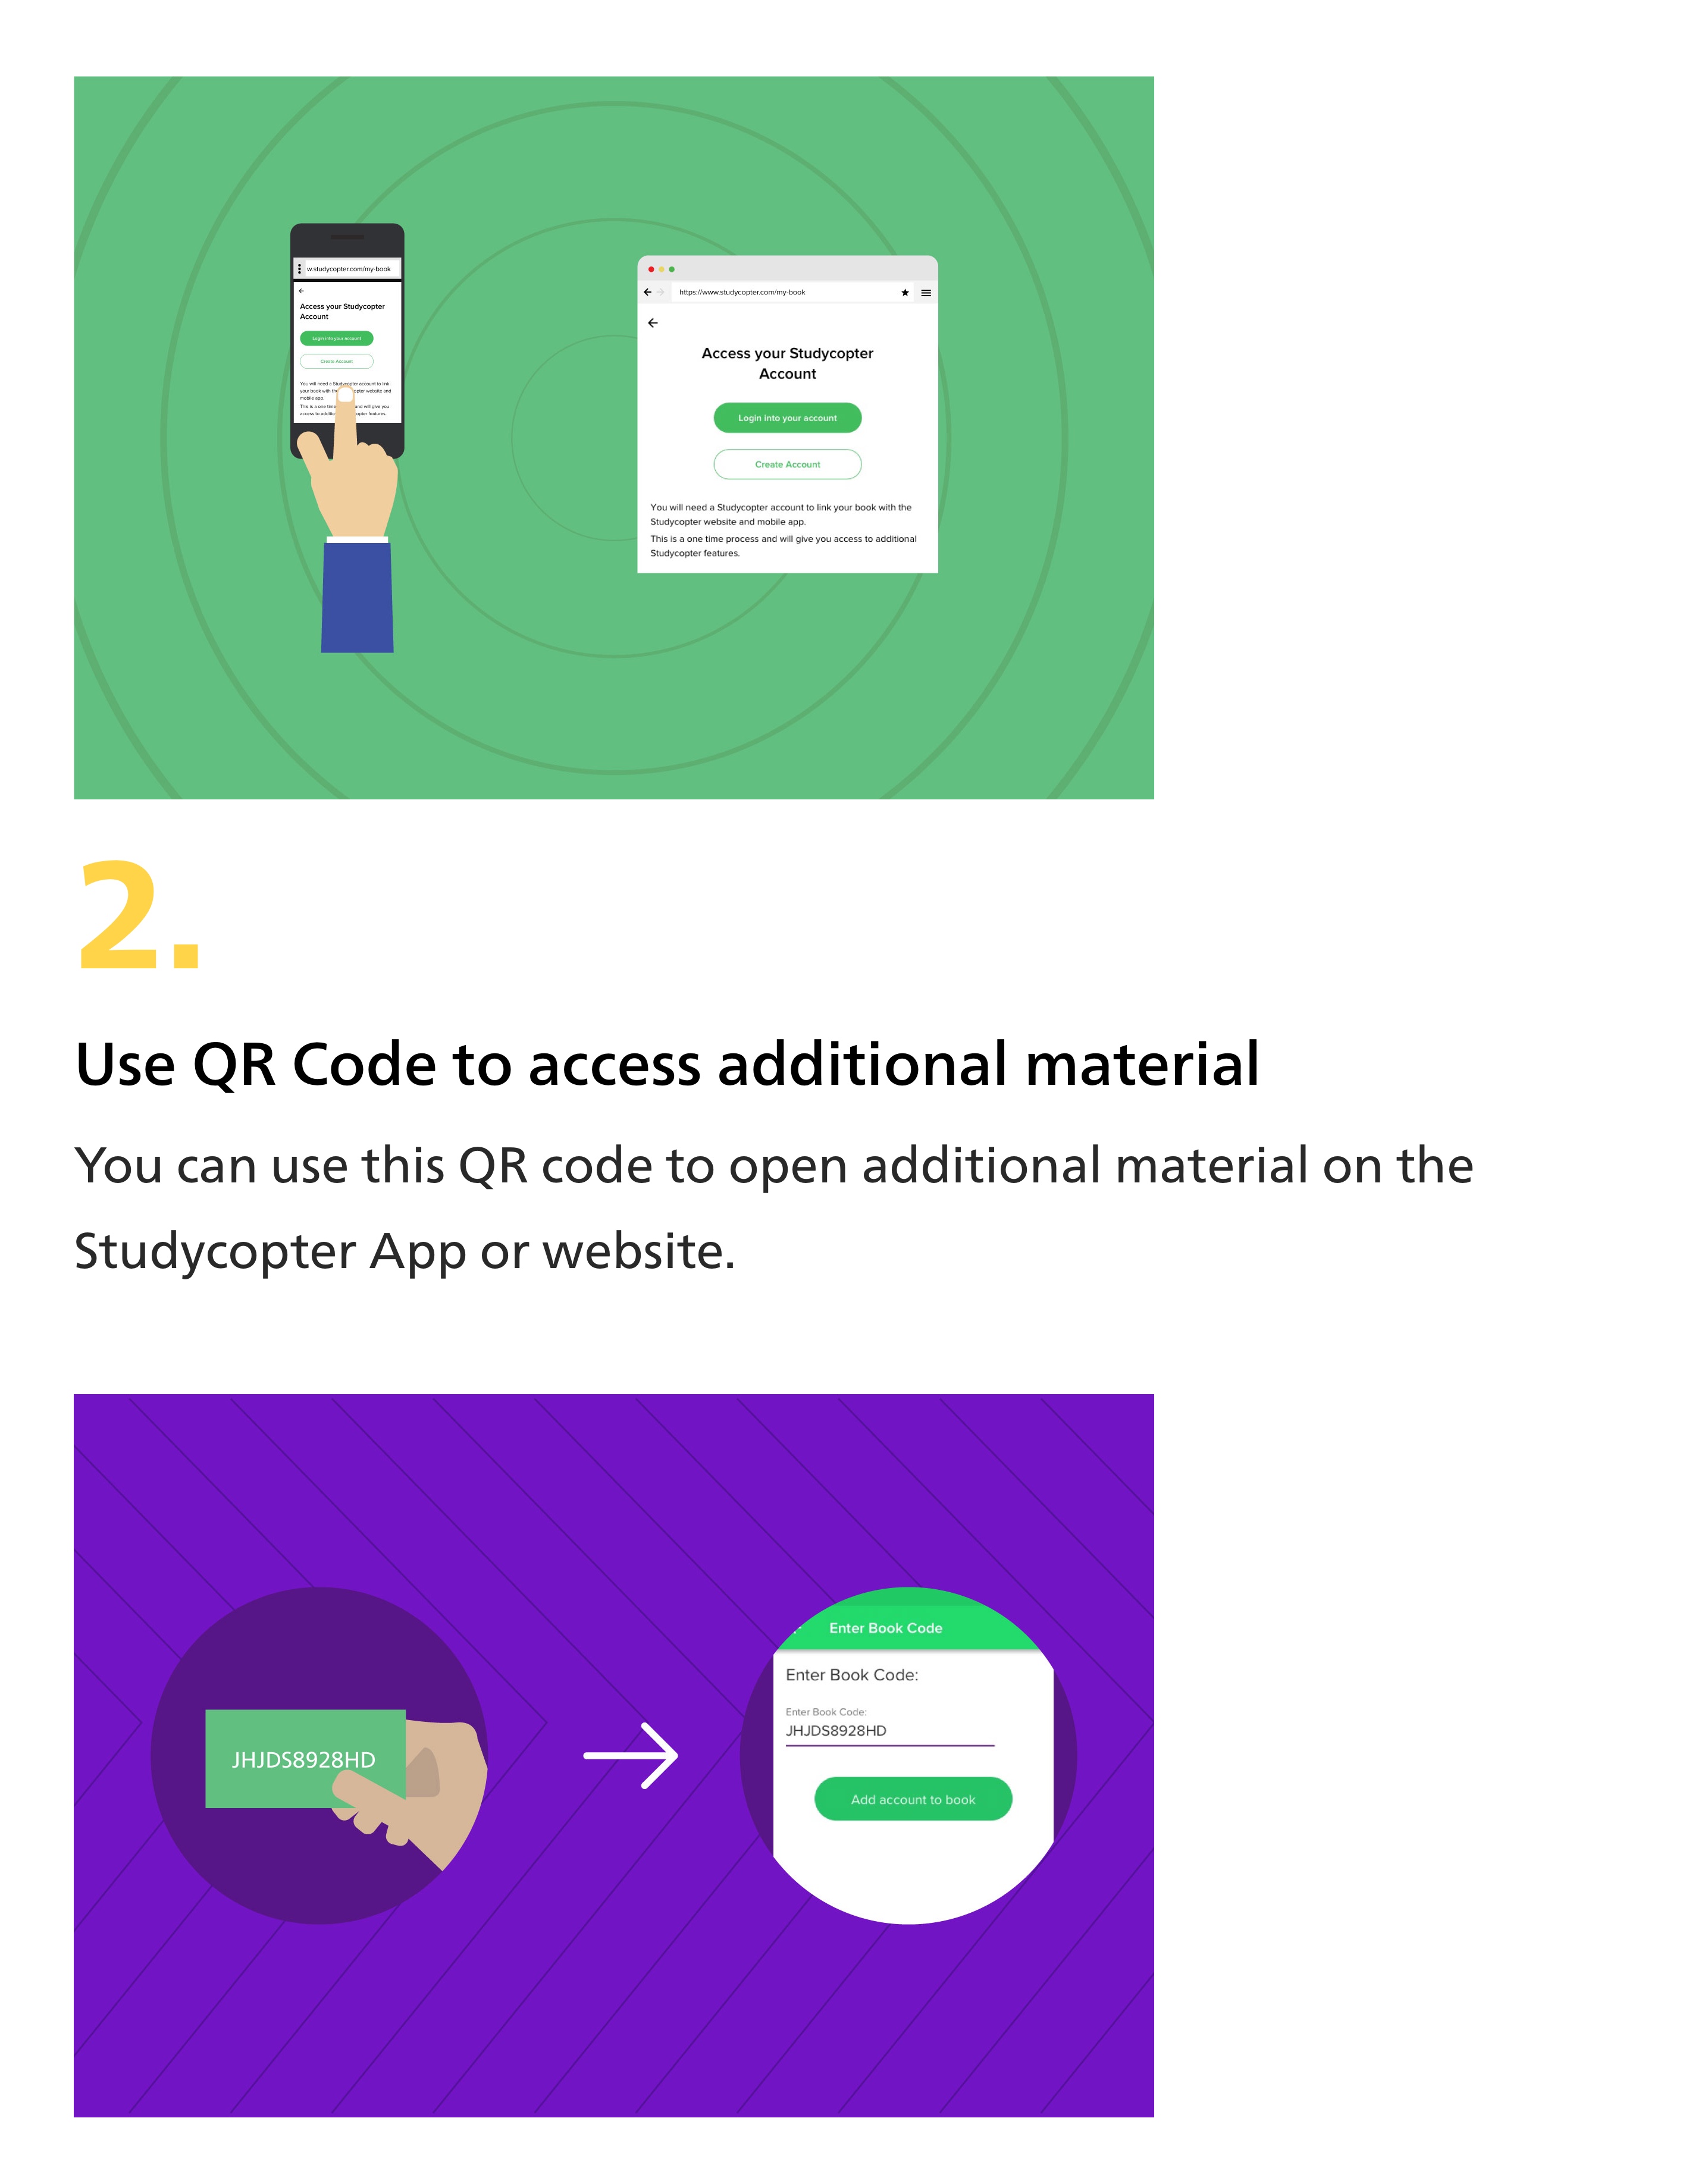 w.studycopter.com/my-book
Access your Studycopter
Account
Login into your account
Create Account
You will need a Studycopter account to link
your book with the opter website and
mobile app.
This is a one time and will give you
access to additio opter features.
https://www.studycopter.com/my-book
Access your Studycopter
Account
Login into your account
Create Account
You will need a Studycopter account to link your book with the
Studycopter website and mobile app.
This is a one time process and will give you access to additional
Studycopter features.
2.
Use QR Code to access additional material
You can use this QR code to open additional material on the
Studycopter App or website.
JHJDS8928HD
Enter Book Code
Enter Book Code:
Enter Book Code:
JHJDS8928HD
Add account to book